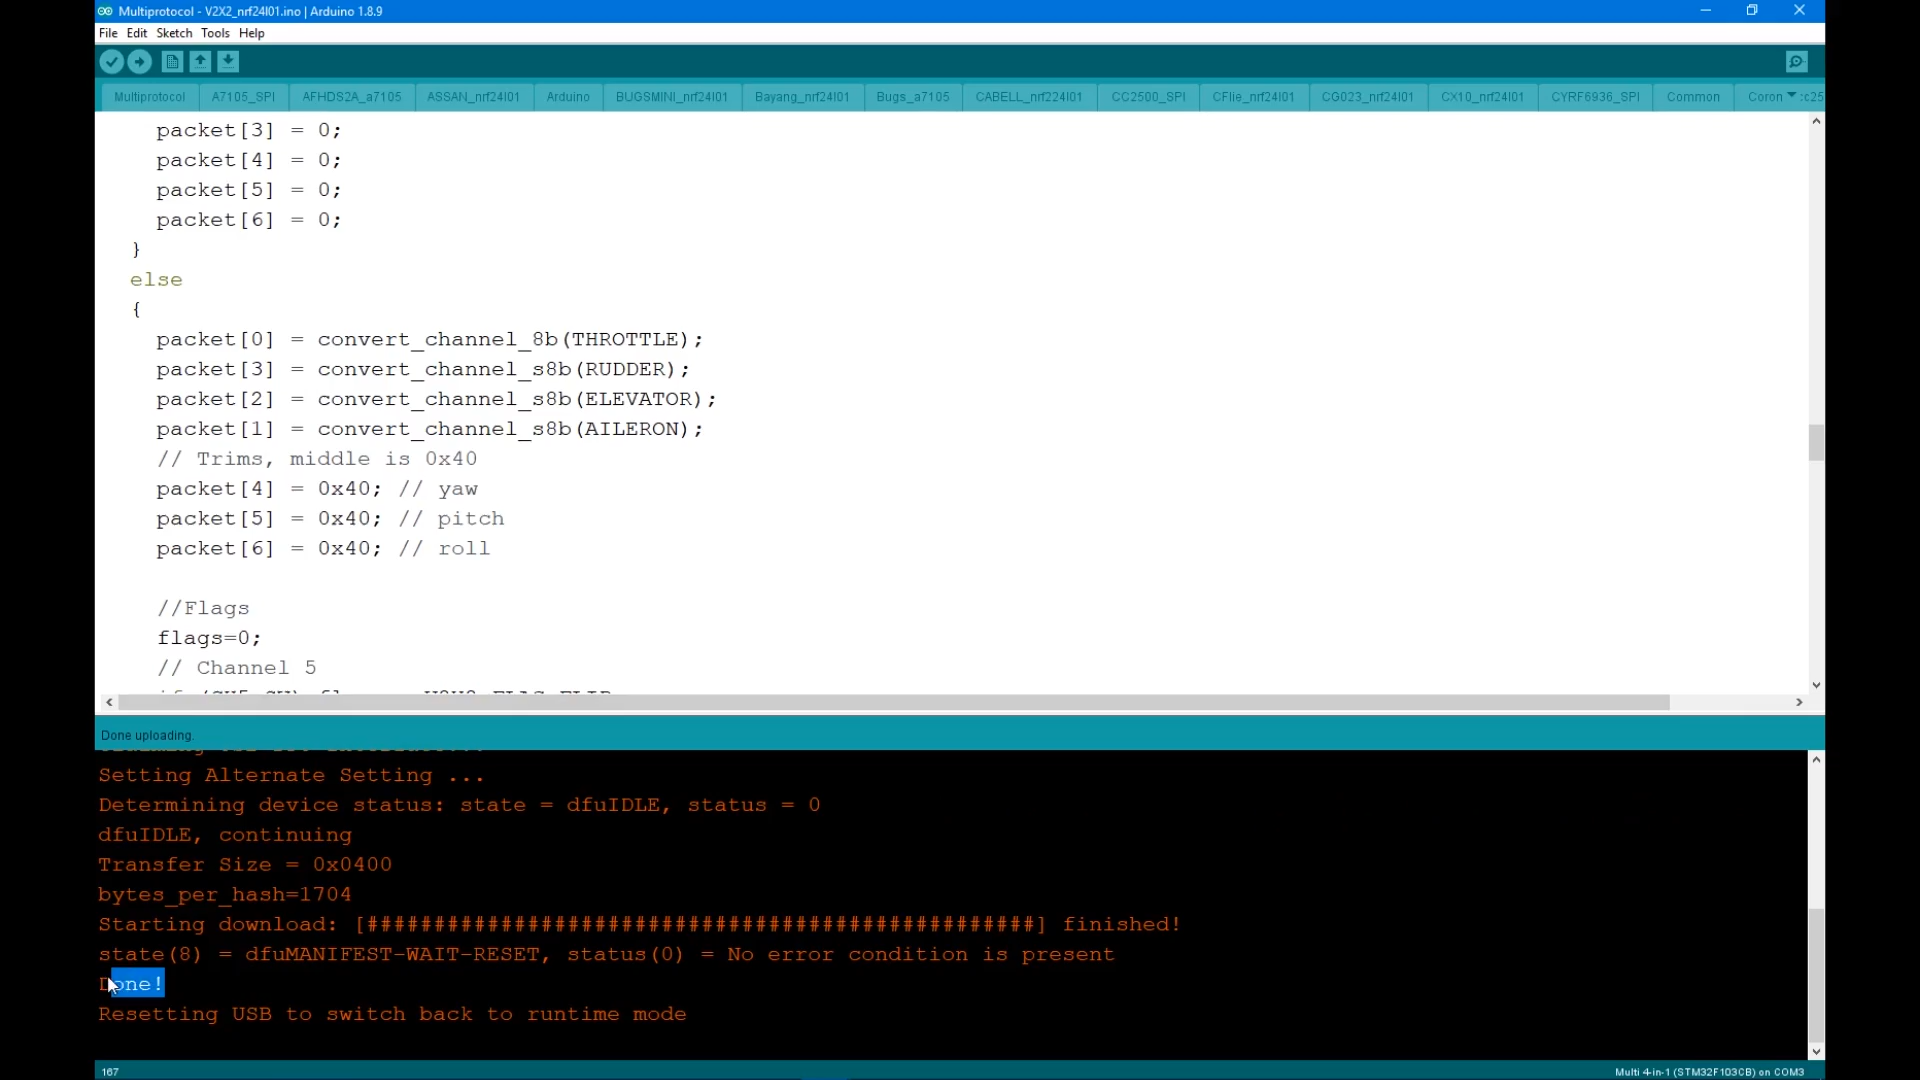 Multiprotocol - V2X2_nrf24l01.ino | Arduino 1.8.9
File Edit Sketch Tools Help
Multiprotocol A7105_SPI AFHDS2A_a7105 ASSAN_nrf24l01 Arduino BUGSMINI_nrf24l01 Bayang_nrf24l01 Bugs_a7105 CABELL_nrf224l01 CC2500_SPI CFlie_nrf24l01 CG023_nrf24l01 CX10_nrf24l01 CYRF6936_SPI Common Coron :c25
packet[3] = 0;
packet[4] = 0;
packet[5] = 0;
packet[6] = 0;
}
else
{
packet[0] = convert_channel_8b(THROTTLE);
packet[3] = convert_channel_s8b(RUDDER);
packet[2] = convert_channel_s8b(ELEVATOR);
packet[1] = convert_channel_s8b(AILERON);
// Trims, middle is 0x40
packet[4] = 0x40; // yaw
packet[5] = 0x40; // pitch
packet[6] = 0x40; // roll
//Flags
flags=0;
// Channel 5
Done uploading.
Setting Alternate Setting ...
Determining device status: state = dfuIDLE, status = 0
dfuIDLE, continuing
Transfer Size = 0x0400
bytes_per_hash=1704
Starting download: [##################################################] finished!
state(8) = dfuMANIFEST-WAIT-RESET, status(0) = No error condition is present
Done!
Resetting USB to switch back to runtime mode
167 Multi 4-in-1 (STM32F103CB) on COM3